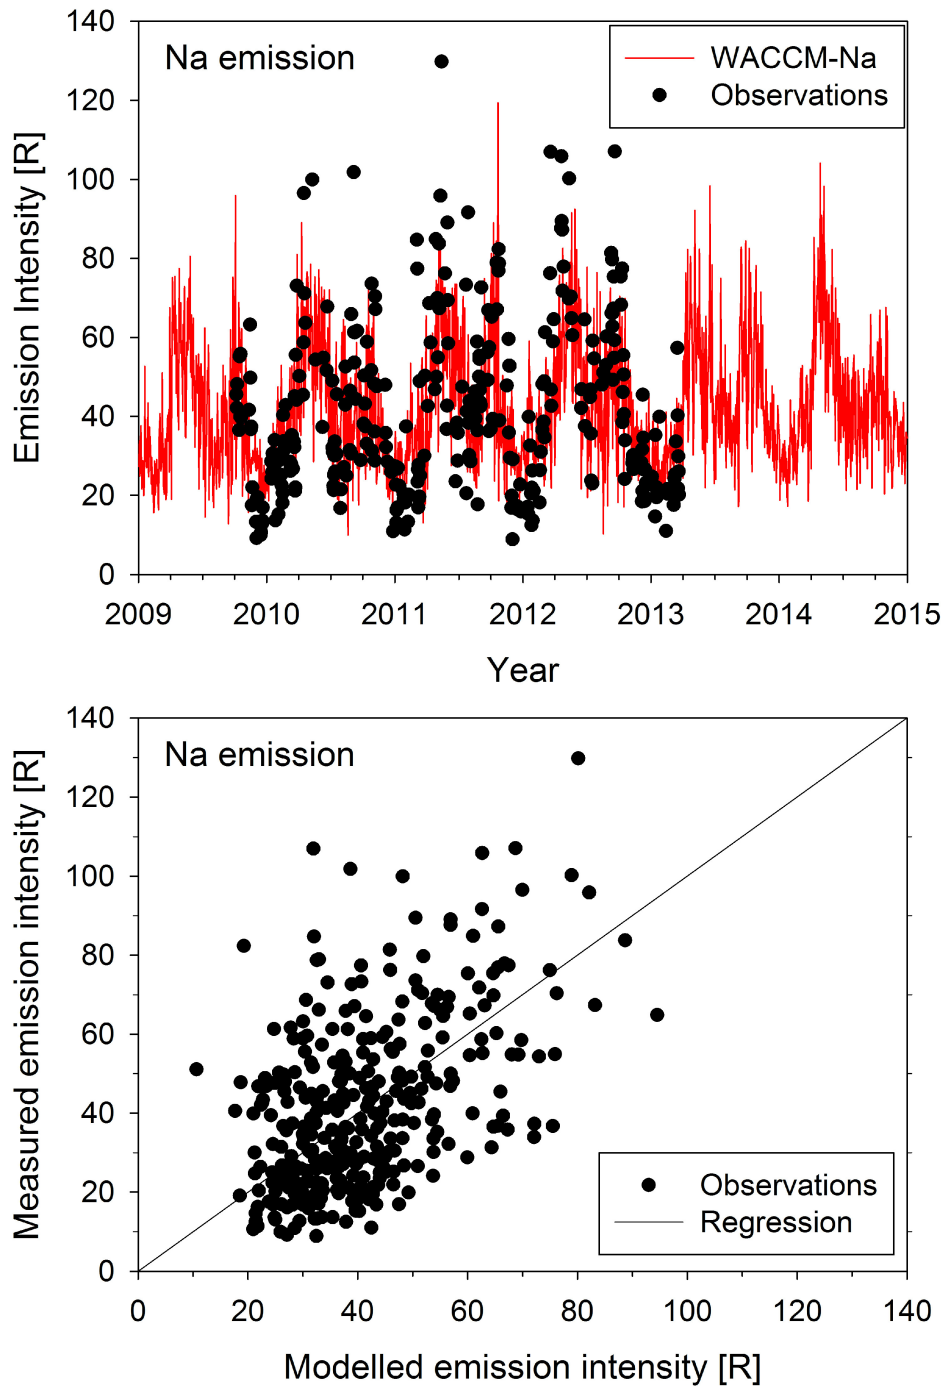 Na emission
WACCM-Na
Observations
Emission Intensity [R]
140
120
100
80
60
40
20
0
2009 2010 2011 2012 2013 2014 2015
Year
Na emission
Measured emission intensity [R]
140
120
100
80
60
40
20
0
Observations
Regression
0 20 40 60 80 100 120 140
Modelled emission intensity [R]